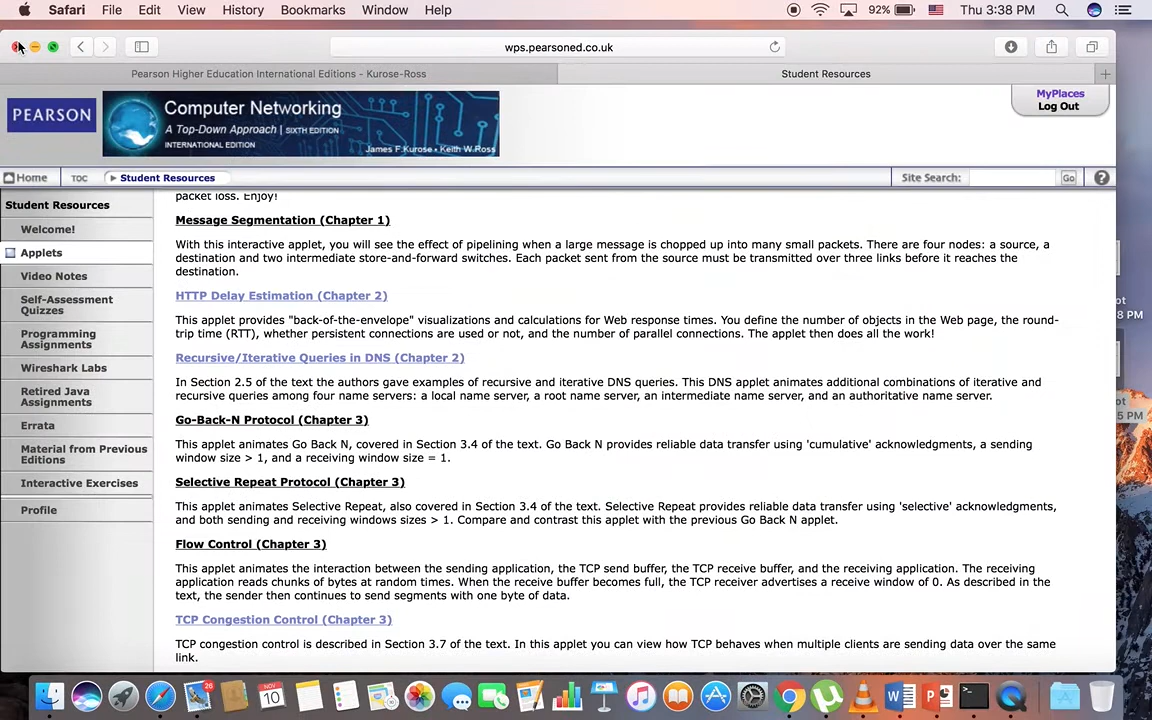 Safari File Edit View History Bookmarks Window Help 92% Thu 3:38 PM
wps.pearsoned.co.uk
Pearson Higher Education International Editions - Kurose-Ross Student Resources
PEARSON
Computer Networking
A Top-Down Approach | SIXTH EDITION
INTERNATIONAL EDITION
James F. Kurose • Keith W. Ross
MyPlaces
Log Out
Home TOC Student Resources Site Search: Go ?
Student Resources
Welcome!
Applets
Video Notes
Self-Assessment
Quizzes
Programming
Assignments
Wireshark Labs
Retired Java
Assignments
Errata
Material from Previous
Editions
Interactive Exercises
Profile
packet loss. Enjoy!
Message Segmentation (Chapter 1)
With this interactive applet, you will see the effect of pipelining when a large message is chopped up into many small packets. There are four nodes: a source, a
destination and two intermediate store-and-forward switches. Each packet sent from the source must be transmitted over three links before it reaches the
destination.
HTTP Delay Estimation (Chapter 2)
This applet provides "back-of-the-envelope" visualizations and calculations for Web response times. You define the number of objects in the Web page, the round-
trip time (RTT), whether persistent connections are used or not, and the number of parallel connections. The applet then does all the work!
Recursive/Iterative Queries in DNS (Chapter 2)
In Section 2.5 of the text the authors gave examples of recursive and iterative DNS queries. This DNS applet animates additional combinations of iterative and
recursive queries among four name servers: a local name server, a root name server, an intermediate name server, and an authoritative name server.
Go-Back-N Protocol (Chapter 3)
This applet animates Go Back N, covered in Section 3.4 of the text. Go Back N provides reliable data transfer using 'cumulative' acknowledgments, a sending
window size > 1, and a receiving window size = 1.
Selective Repeat Protocol (Chapter 3)
This applet animates Selective Repeat, also covered in Section 3.4 of the text. Selective Repeat provides reliable data transfer using 'selective' acknowledgments,
and both sending and receiving windows sizes > 1. Compare and contrast this applet with the previous Go Back N applet.
Flow Control (Chapter 3)
This applet animates the interaction between the sending application, the TCP send buffer, the TCP receive buffer, and the receiving application. The receiving
application reads chunks of bytes at random times. When the receive buffer becomes full, the TCP receiver advertises a receive window of 0. As described in the
text, the sender then continues to send segments with one byte of data.
TCP Congestion Control (Chapter 3)
TCP congestion control is described in Section 3.7 of the text. In this applet you can view how TCP behaves when multiple clients are sending data over the same
link.
ot
8 PM
ot
5 PM
NOV
10